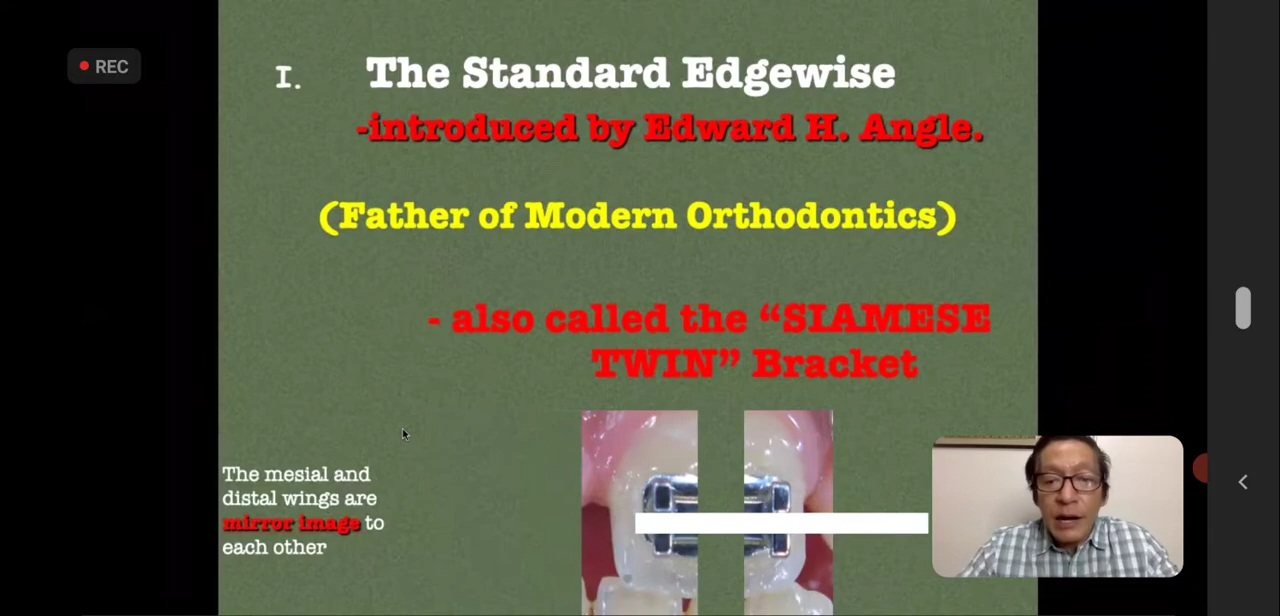 REC
I. The Standard Edgewise
-introduced by Edward H. Angle.
(Father of Modern Orthodontics)
- also called the “SIAMESE
TWIN” Bracket
The mesial and
distal wings are
mirror image to
each other